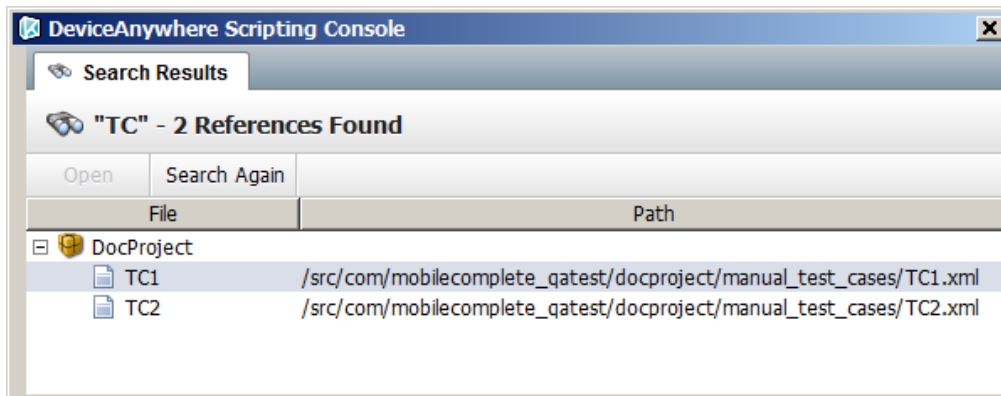 DeviceAnywhere Scripting Console
Search Results
"TC" - 2 References Found
Open Search Again
File Path
DocProject
TC1 /src/com/mobilecomplete_qatest/docproject/manual_test_cases/TC1.xml
TC2 /src/com/mobilecomplete_qatest/docproject/manual_test_cases/TC2.xml